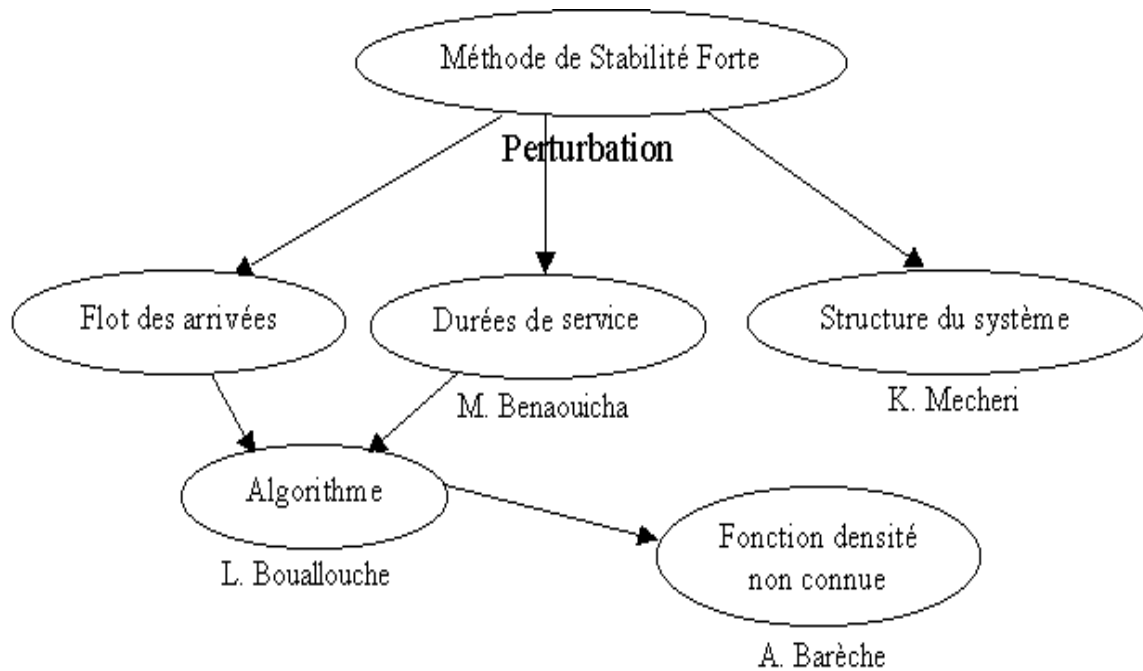 Méthode de Stabilité Forte
Perturbation
Flot des arrivées
Durées de service
Structure du système
M. Benaouicha
K. Mecheri
Algorithme
L. Bouallouche
Fonction densité
non connue
A. Barèche